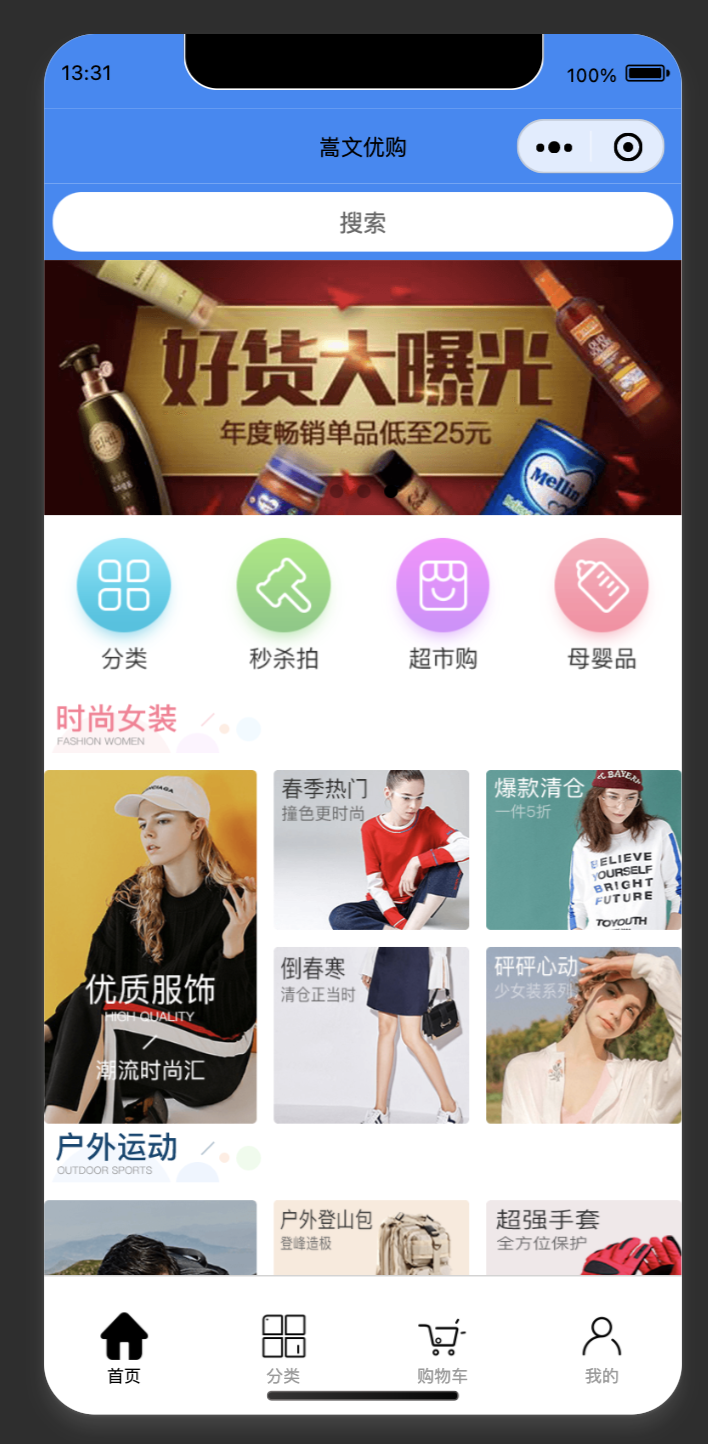 13:31
100%
嵩文优购
搜索
好货大曝光
年度畅销单品低至25元
Mellin
分类
秒杀拍
超市购
母婴品
时尚女装
FASHION WOMEN
优质服饰
HIGH QUALITY
潮流时尚汇
春季热门
撞色更时尚
爆款清仓
一件5折
BELIEVE
YOURSELF
BRIGHT
FUTURE
TOYOUTH
倒春寒
清仓正当时
砰砰心动
少女装系列
户外运动
OUTDOOR SPORTS
户外登山包
登峰造极
超强手套
全方位保护
首页
分类
购物车
我的